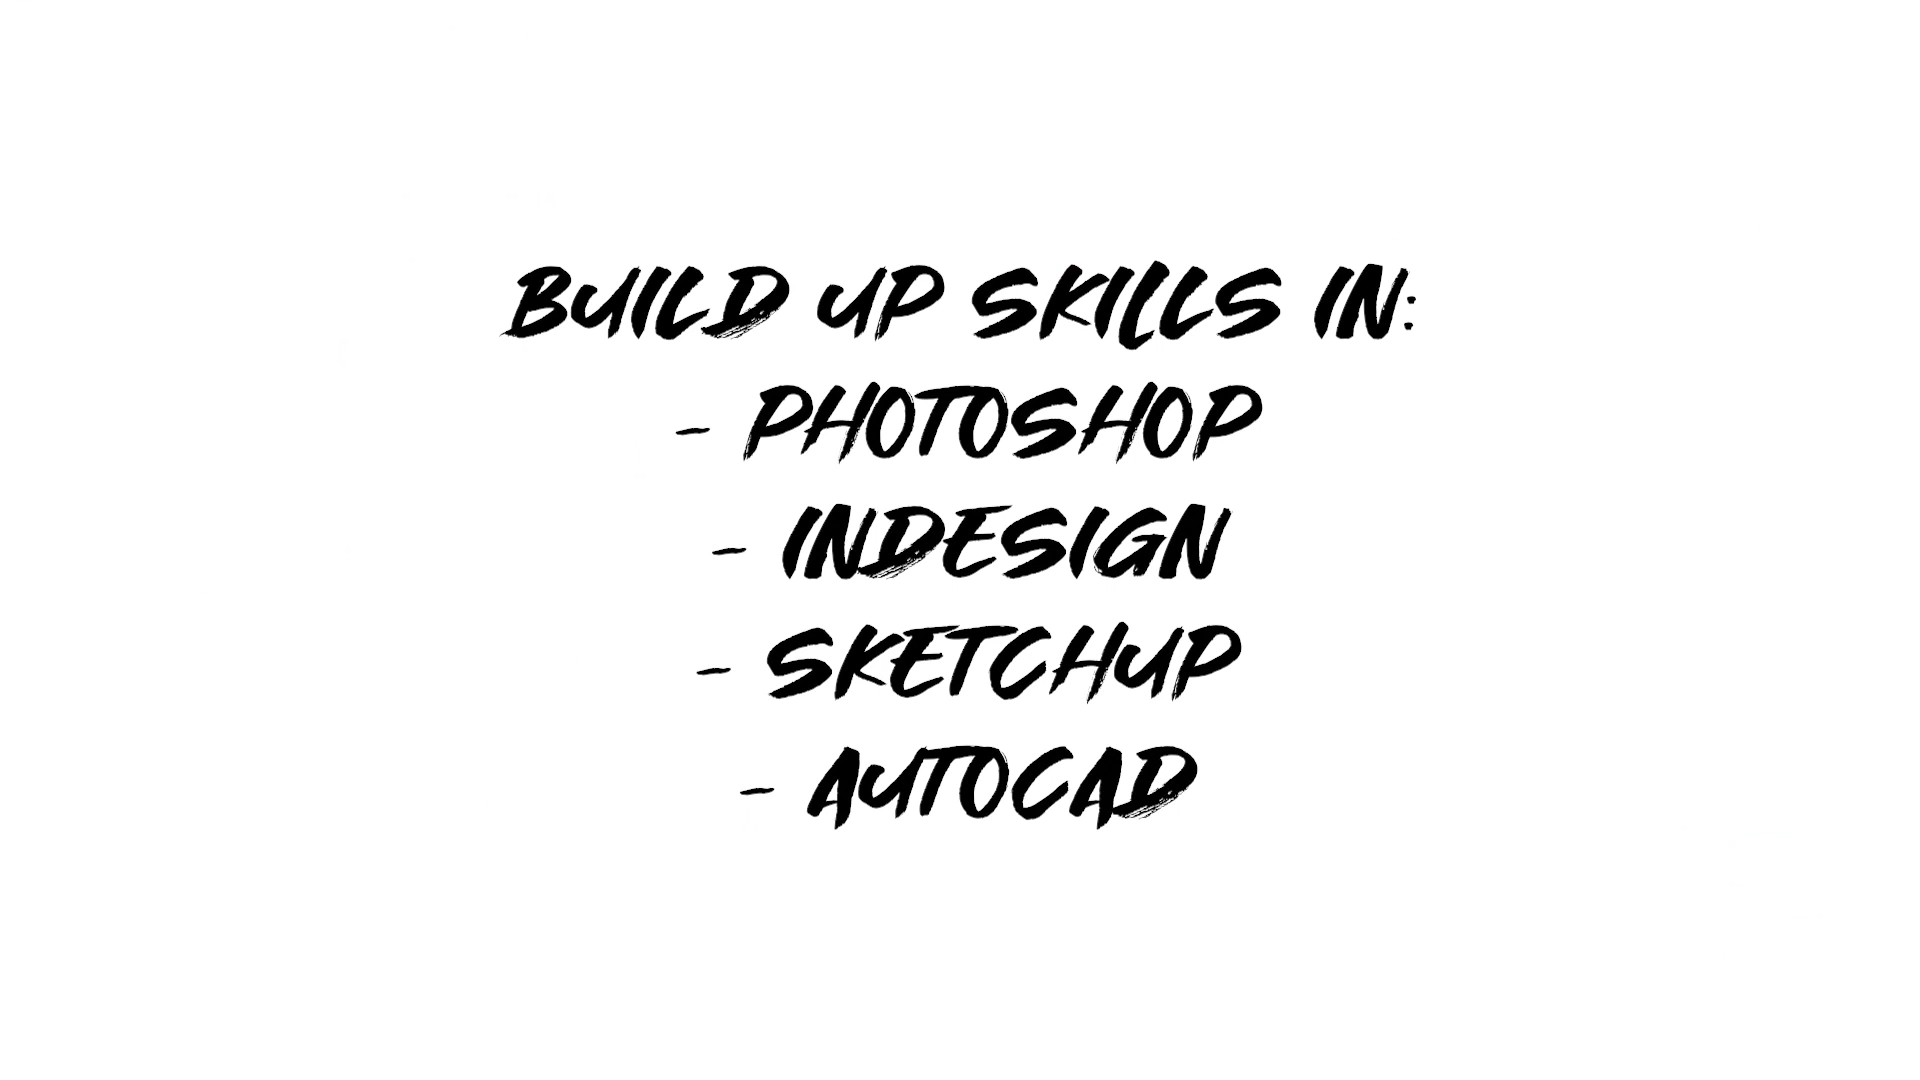 BUILD UP SKILLS IN:
- PHOTOSHOP
- INDESIGN
- SKETCHUP
- AUTOCAD